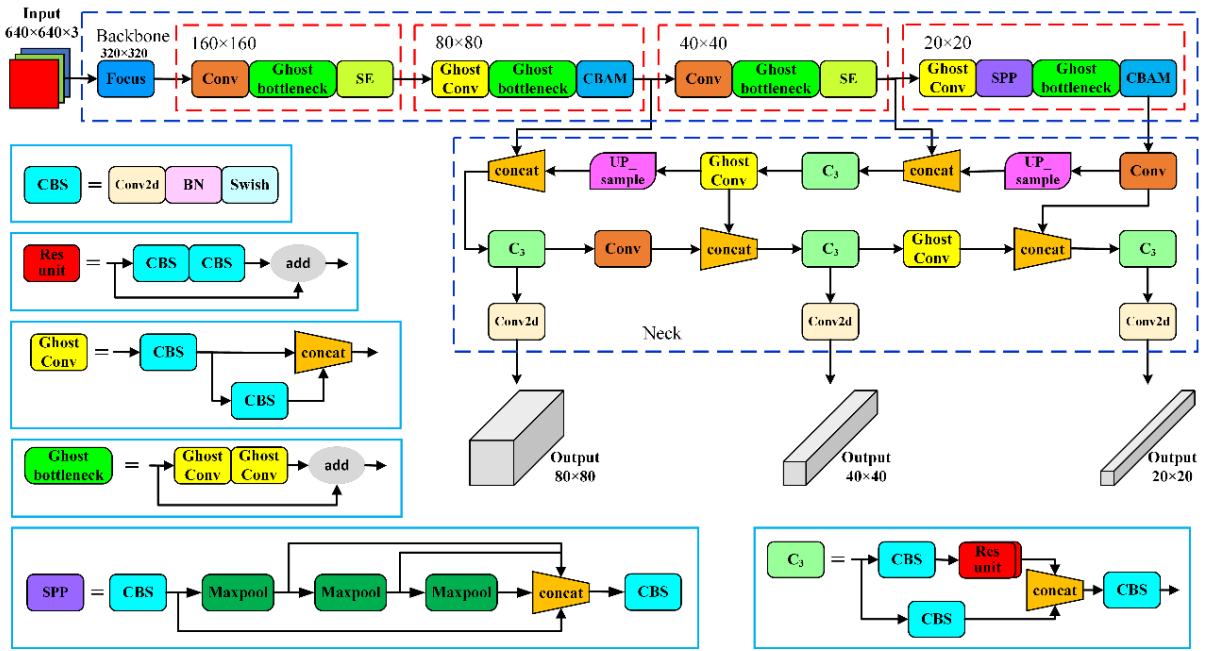 Input
640×640×3
Backbone
320×320
Focus
160×160
Conv
Ghost
bottleneck
SE
80×80
Ghost
Conv
Ghost
bottleneck
CBAM
40×40
Conv
Ghost
bottleneck
SE
20×20
Ghost
Conv
SPP
Ghost
bottleneck
CBAM
concat
UP_
sample
Ghost
Conv
C3
concat
UP_
sample
Conv
C3
Conv
concat
C3
Ghost
Conv
concat
C3
Conv2d
Neck
Conv2d
Conv2d
Output
80×80
Output
40×40
Output
20×20
CBS
=
Conv2d
BN
Swish
Res
unit
=
CBS
CBS
add
Ghost
Conv
=
CBS
concat
CBS
Ghost
bottleneck
=
Ghost
Conv
Ghost
Conv
add
SPP
=
CBS
Maxpool
Maxpool
Maxpool
concat
CBS
C3
=
CBS
Res
unit
concat
CBS
CBS